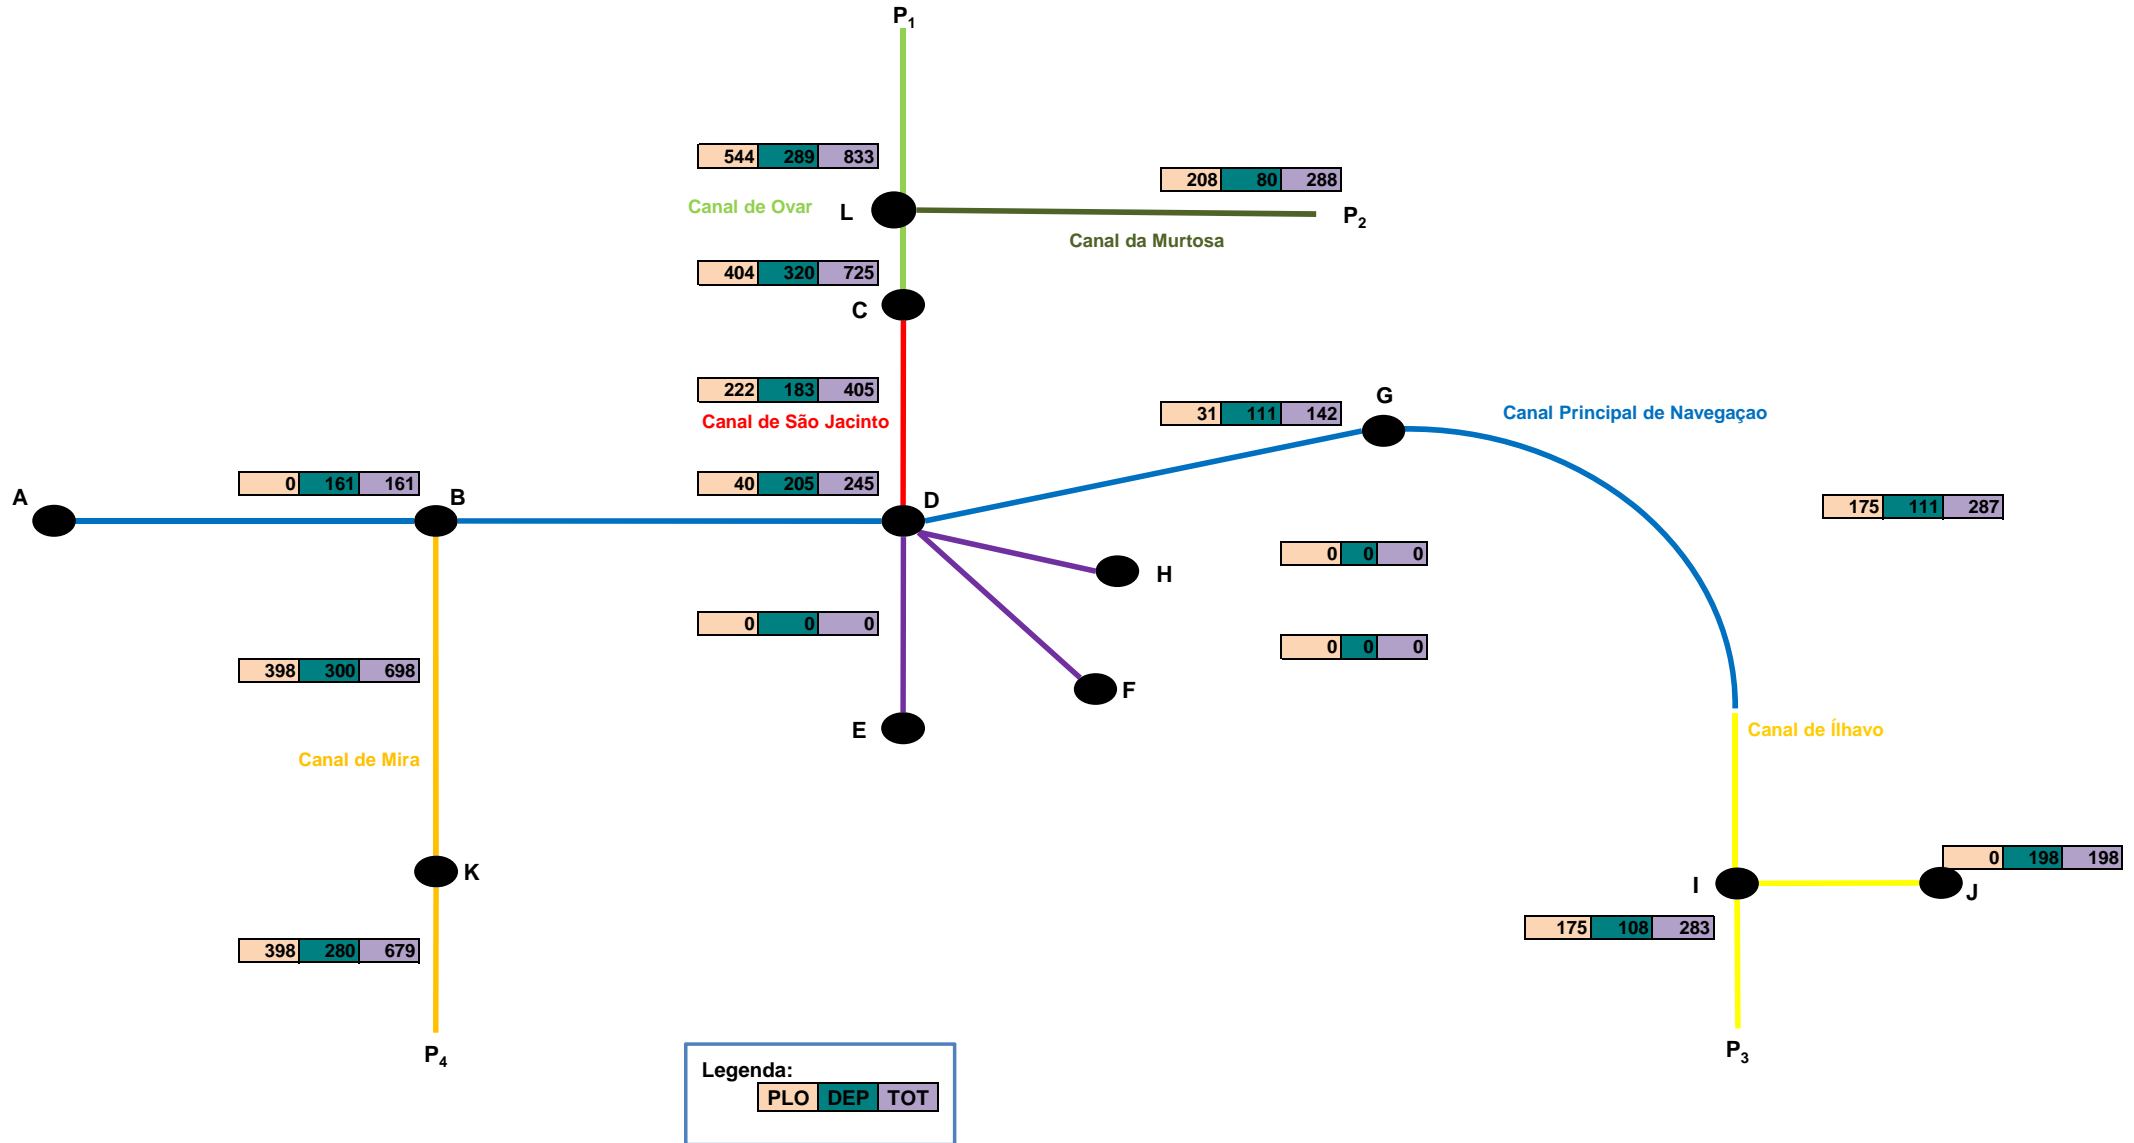 P1
544 289 833
208 80 288
Canal de Ovar
L
P2
Canal da Murtosa
404 320 725
C
222 183 405
G
31 111 142
Canal Principal de Navegaçao
Canal de São Jacinto
0 161 161
40 205 245
A
B
D
175 111 287
0 0 0
H
0 0 0
0 0 0
398 300 698
F
E
Canal de Ílhavo
Canal de Mira
0 198 198
K
I
J
175 108 283
398 280 679
P4
P3
Legenda:
PLO DEP TOT